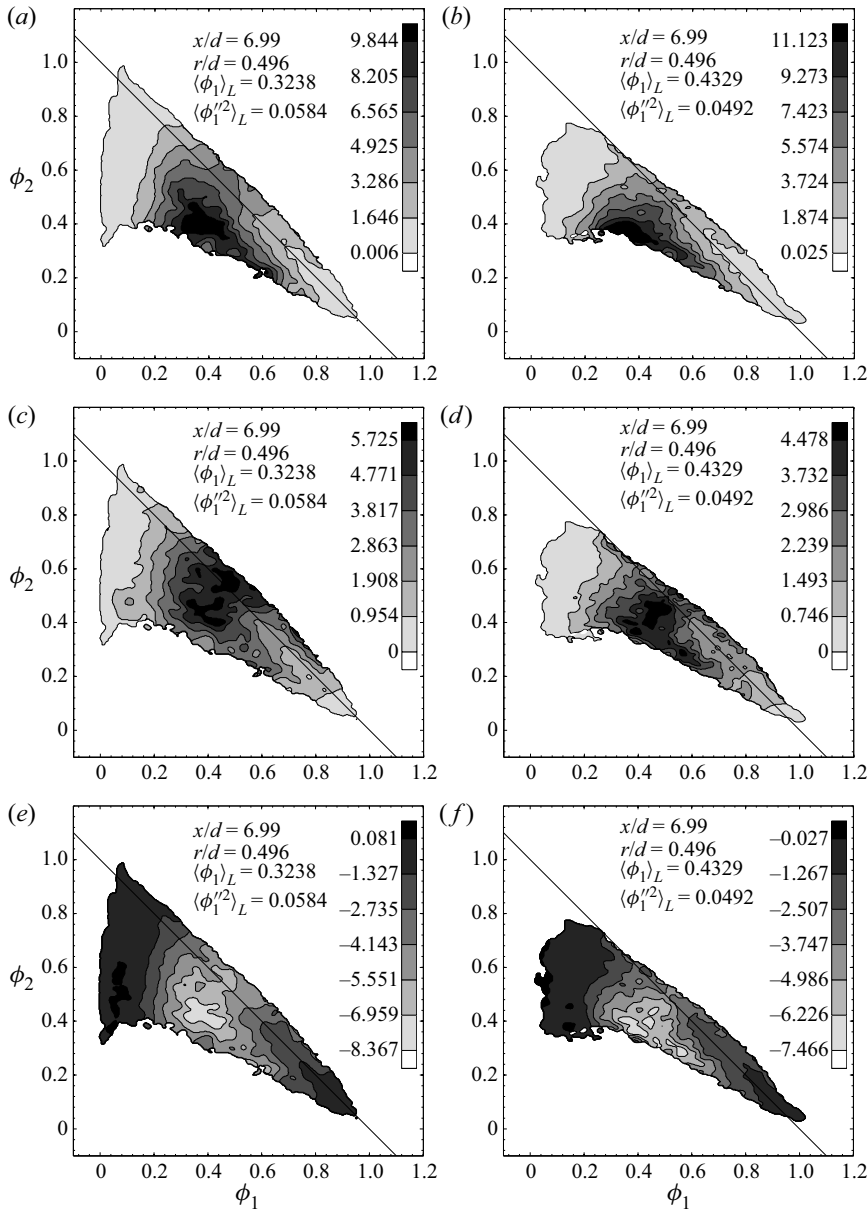 (a)
x/d = 6.99
r/d = 0.496
⟨ϕ₁⟩_L = 0.3238
⟨ϕ₁″²⟩_L = 0.0584
9.844
8.205
6.565
4.925
3.286
1.646
0.006
1.0
0.8
0.6
0.4
0.2
0
ϕ₂
0 0.2 0.4 0.6 0.8 1.0 1.2
(b)
x/d = 6.99
r/d = 0.496
⟨ϕ₁⟩_L = 0.4329
⟨ϕ₁″²⟩_L = 0.0492
11.123
9.273
7.423
5.574
3.724
1.874
0.025
1.0
0.8
0.6
0.4
0.2
0
0 0.2 0.4 0.6 0.8 1.0 1.2
(c)
x/d = 6.99
r/d = 0.496
⟨ϕ₁⟩_L = 0.3238
⟨ϕ₁″²⟩_L = 0.0584
5.725
4.771
3.817
2.863
1.908
0.954
0
1.0
0.8
0.6
0.4
0.2
0
ϕ₂
0 0.2 0.4 0.6 0.8 1.0 1.2
(d)
x/d = 6.99
r/d = 0.496
⟨ϕ₁⟩_L = 0.4329
⟨ϕ₁″²⟩_L = 0.0492
4.478
3.732
2.986
2.239
1.493
0.746
0
1.0
0.8
0.6
0.4
0.2
0
0 0.2 0.4 0.6 0.8 1.0 1.2
(e)
x/d = 6.99
r/d = 0.496
⟨ϕ₁⟩_L = 0.3238
⟨ϕ₁″²⟩_L = 0.0584
0.081
–1.327
–2.735
–4.143
–5.551
–6.959
–8.367
1.0
0.8
0.6
0.4
0.2
0
ϕ₂
0 0.2 0.4 0.6 0.8 1.0 1.2
ϕ₁
(f)
x/d = 6.99
r/d = 0.496
⟨ϕ₁⟩_L = 0.4329
⟨ϕ₁″²⟩_L = 0.0492
–0.027
–1.267
–2.507
–3.747
–4.986
–6.226
–7.466
1.0
0.8
0.6
0.4
0.2
0
0 0.2 0.4 0.6 0.8 1.0 1.2
ϕ₁